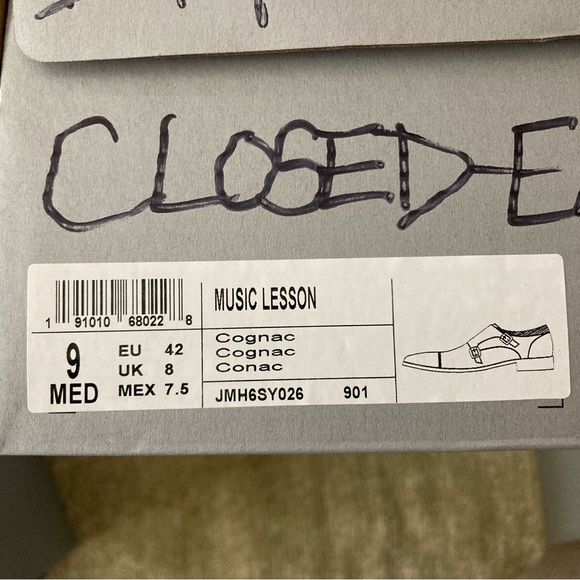 CLOSED-E
1 91010 68022 8
MUSIC LESSON
9
MED
EU 42
UK 8
MEX 7.5
Cognac
Cognac
Conac
JMH6SY026 901